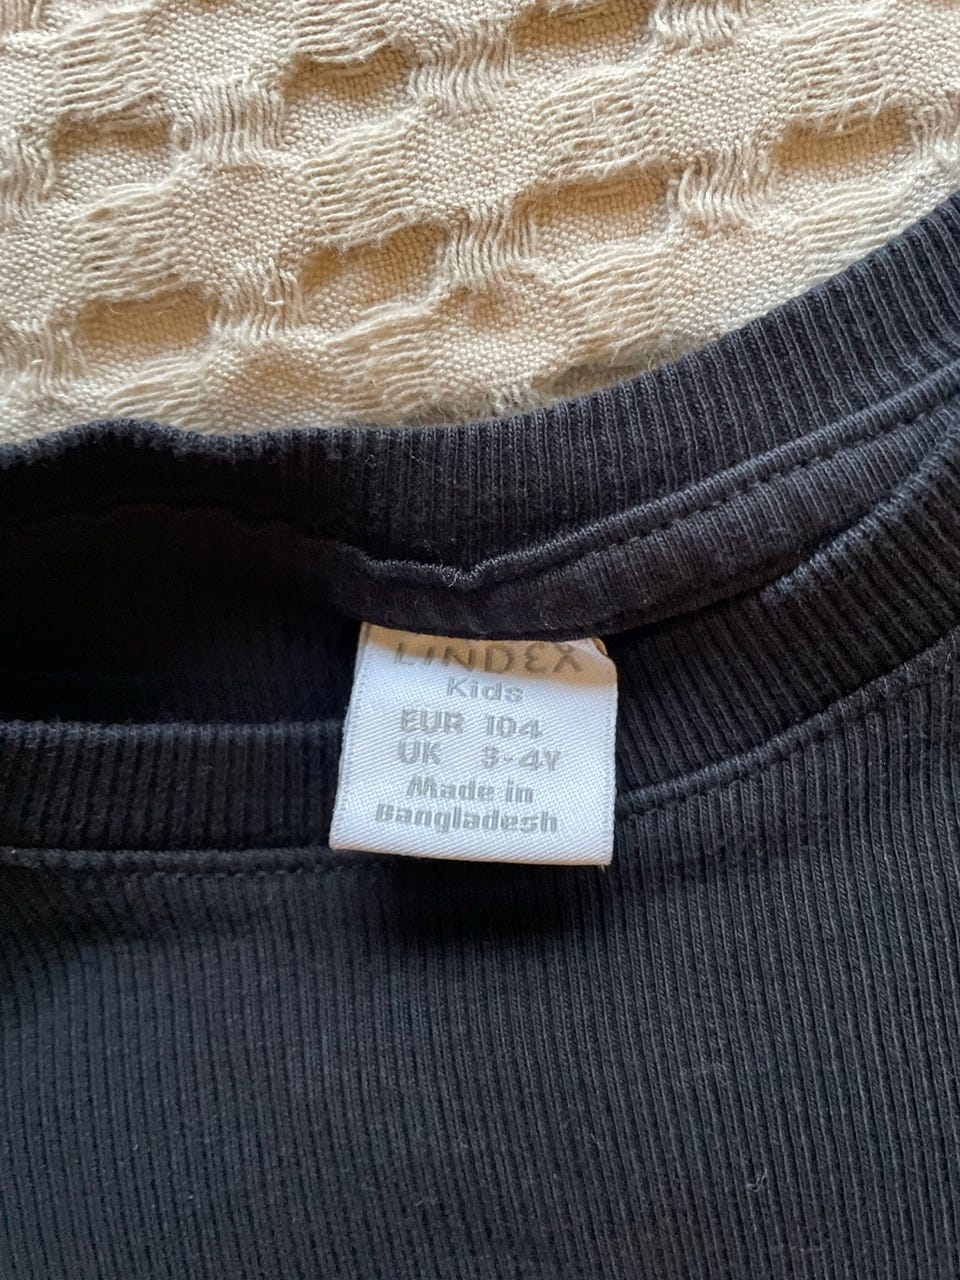 LINDEX
Kids
EUR 104
UK 3-4Y
Made in
Bangladesh